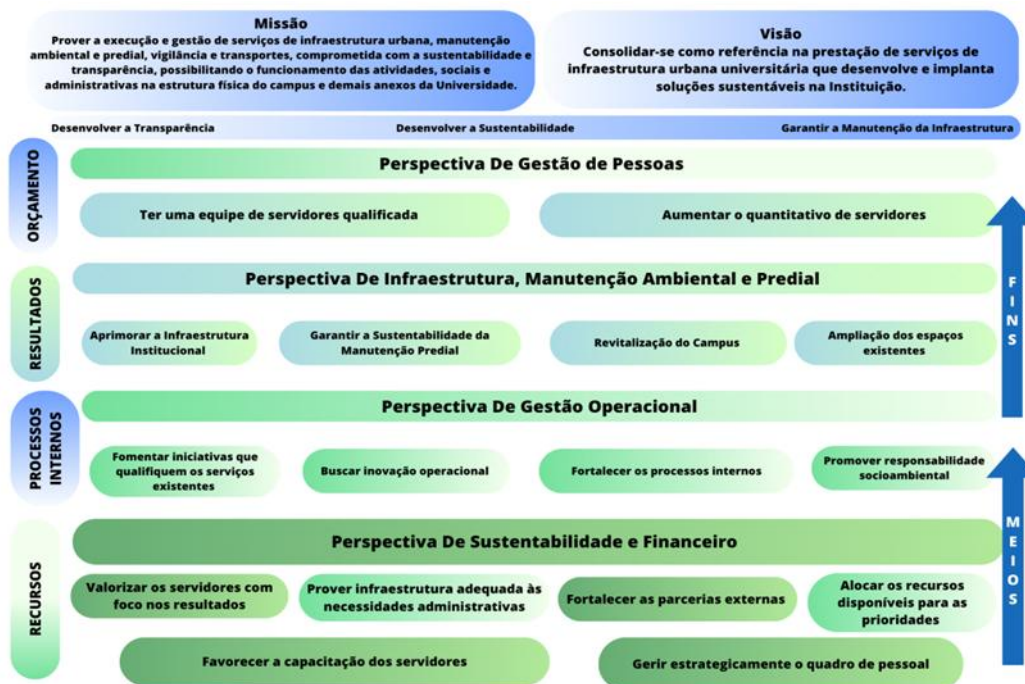 Missão
Prover a execução e gestão de serviços de infraestrutura urbana, manutenção
ambiental e predial, vigilância e transportes, comprometida com a sustentabilidade e
transparência, possibilitando o funcionamento das atividades, sociais e
administrativas na estrutura física do campus e demais anexos da Universidade.
Visão
Consolidar-se como referência na prestação de serviços de
infraestrutura urbana universitária que desenvolve e implanta
soluções sustentáveis na Instituição.
Desenvolver a Transparência
Desenvolver a Sustentabilidade
Garantir a Manutenção da Infraestrutura
ORÇAMENTO
Perspectiva De Gestão de Pessoas
Ter uma equipe de servidores qualificada
Aumentar o quantitativo de servidores
RESULTADOS
Perspectiva De Infraestrutura, Manutenção Ambiental e Predial
Aprimorar a Infraestrutura
Institucional
Garantir a Sustentabilidade da
Manutenção Predial
Revitalização do Campus
Ampliação dos espaços
existentes
FINS
PROCESSOS
INTERNOS
Perspectiva De Gestão Operacional
Fomentar iniciativas que
qualifiquem os serviços
existentes
Buscar inovação operacional
Fortalecer os processos internos
Promover responsabilidade
socioambiental
RECURSOS
Perspectiva De Sustentabilidade e Financeiro
Valorizar os servidores com
foco nos resultados
Prover infraestrutura adequada às
necessidades administrativas
Fortalecer as parcerias externas
Alocar os recursos
disponíveis para as
prioridades
Favorecer a capacitação dos servidores
Gerir estrategicamente o quadro de pessoal
MEIOS